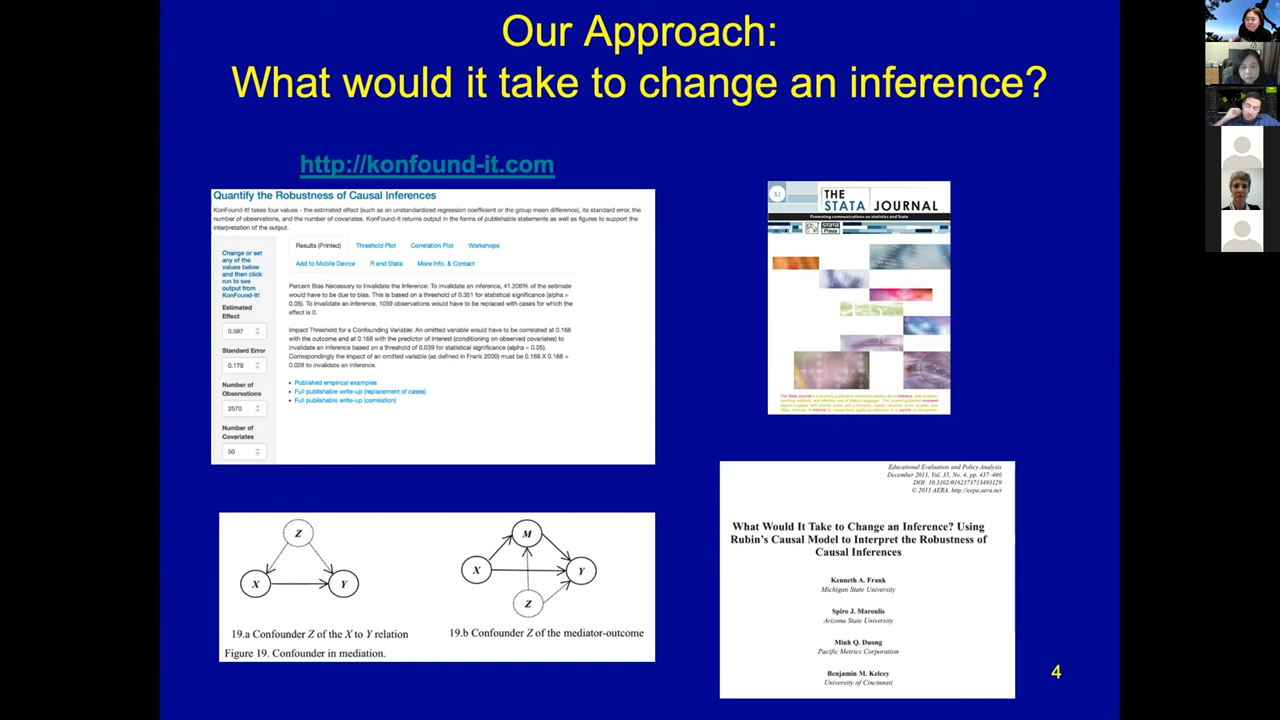 Our Approach:
What would it take to change an inference?
http://konfound-it.com
Quantify the Robustness of Causal Inferences
KonFound-It! takes four values - the estimated effect (such as an unstandardized regression coefficient or the group mean difference), its standard error, the
number of observations, and the number of covariates. KonFound-It returns output in the forms of publishable statements as well as figures to support the
interpretation of the output.
Change or set
any of the
values below
and then click
run to see
output from
KonFound-It!
Estimated
Effect
0.597
Standard Error
0.179
Number of
Observations
2570
Number of
Covariates
50
Results (Printed)
Threshold Plot
Correlation Plot
Workshops
Add to Mobile Device
R and Stata
More Info. & Contact
Percent Bias Necessary to Invalidate the Inference: To invalidate an inference, 41.206% of the estimate
would have to be due to bias. This is based on a threshold of 0.351 for statistical significance (alpha =
0.05). To invalidate an inference, 1059 observations would have to be replaced with cases for which the
effect is 0.
Impact Threshold for a Confounding Variable: An omitted variable would have to be correlated at 0.168
with the outcome and at 0.168 with the predictor of interest (conditioning on observed covariates) to
invalidate an inference based on a threshold of 0.039 for statistical significance (alpha = 0.05).
Correspondingly the impact of an omitted variable (as defined in Frank 2000) must be 0.168 X 0.168 =
0.028 to invalidate an inference.
Published empirical examples
Full publishable write-up (replacement of cases)
Full publishable write-up (correlation)
SJ
THE
STATA JOURNAL
Promoting communications on statistics and Stata
Stata
Press
Z
X
Y
19.a Confounder Z of the X to Y relation
M
X
Y
Z
19.b Confounder Z of the mediator-outcome
Figure 19. Confounder in mediation.
Educational Evaluation and Policy Analysis
December 2013, Vol. 35, No. 4, pp. 437–460
DOI: 10.3102/0162373713493129
© 2013 AERA. http://eepa.aera.net
What Would It Take to Change an Inference? Using
Rubin's Causal Model to Interpret the Robustness of
Causal Inferences
Kenneth A. Frank
Michigan State University
Spiro J. Maroulis
Arizona State University
Minh Q. Duong
Pacific Metrics Corporation
Benjamin M. Kelcey
University of Cincinnati
4